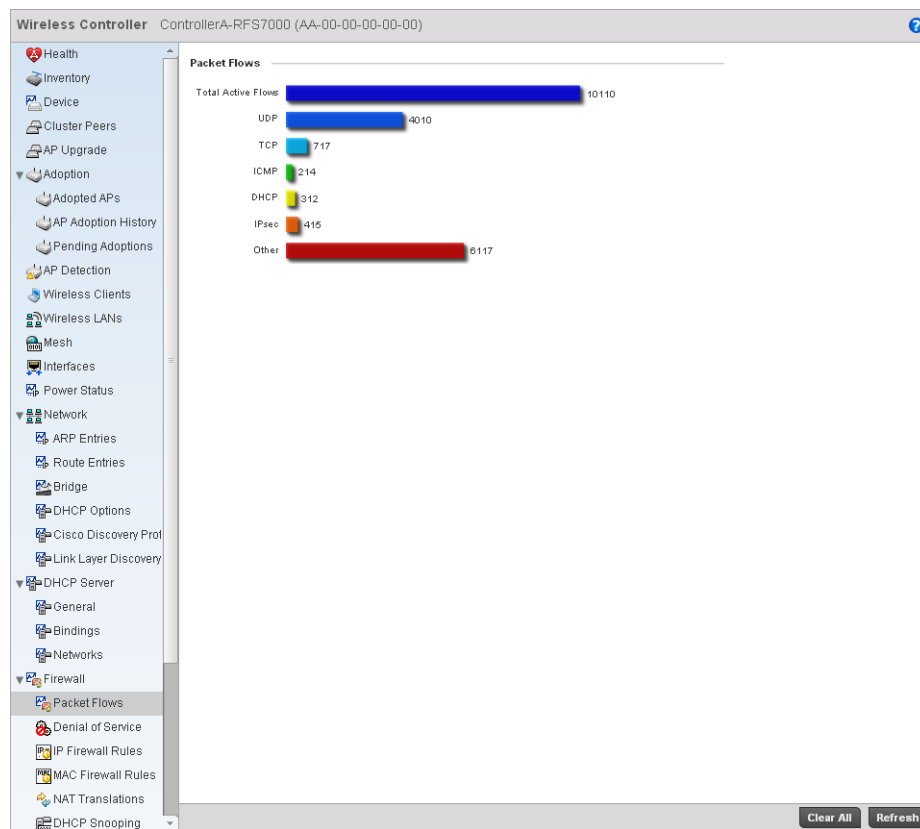 Wireless Controller ControllerA-RFS7000 (AA-00-00-00-00-00)
?
Health
Inventory
Device
Cluster Peers
AP Upgrade
Adoption
Adopted APs
AP Adoption History
Pending Adoptions
AP Detection
Wireless Clients
Wireless LANs
Mesh
Interfaces
Power Status
Network
ARP Entries
Route Entries
Bridge
DHCP Options
Cisco Discovery Prot
Link Layer Discovery
DHCP Server
General
Bindings
Networks
Firewall
Packet Flows
Denial of Service
IP Firewall Rules
MAC Firewall Rules
NAT Translations
DHCP Snooping
Packet Flows
Total Active Flows 10110
UDP 4010
TCP 717
ICMP 214
DHCP 312
IPsec 415
Other 6117
Clear All Refresh